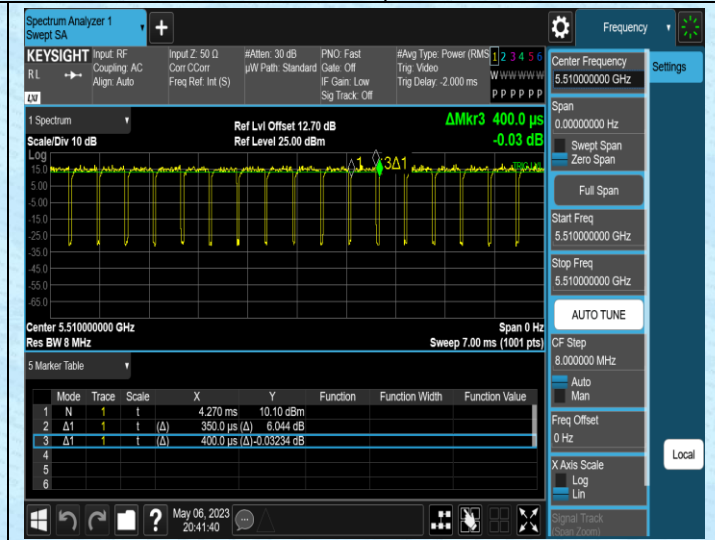 Spectrum Analyzer 1
Swept SA
+
Frequency
KEYSIGHT
RL
LXI
Input: RF
Coupling: AC
Align: Auto
Input Z: 50 Ω
Corr CCorr
Freq Ref: Int (S)
#Atten: 30 dB
µW Path: Standard
PNO: Fast
Gate: Off
IF Gain: Low
Sig Track: Off
#Avg Type: Power (RMS
Trig: Video
Trig Delay: -2.000 ms
1 2 3 4 5 6
W W W W W W
P P P P P P
1 Spectrum
Scale/Div 10 dB
Ref Lvl Offset 12.70 dB
Ref Level 25.00 dBm
ΔMkr3 400.0 µs
-0.03 dB
Log
15.0
5.00
-5.00
-15.0
-25.0
-35.0
-45.0
-55.0
-65.0
1
3Δ1
TRIG LVL
Center 5.510000000 GHz
Res BW 8 MHz
Span 0 Hz
Sweep 7.00 ms (1001 pts)
5 Marker Table
Mode Trace Scale X Y Function Function Width Function Value
1 N 1 t 4.270 ms 10.10 dBm
2 Δ1 1 t (Δ) 350.0 µs (Δ) 6.044 dB
3 Δ1 1 t (Δ) 400.0 µs (Δ) -0.03234 dB
4
5
6
Center Frequency
5.510000000 GHz
Span
0.00000000 Hz
Swept Span
Zero Span
Full Span
Start Freq
5.510000000 GHz
Stop Freq
5.510000000 GHz
AUTO TUNE
CF Step
8.000000 MHz
Auto
Man
Freq Offset
0 Hz
X Axis Scale
Log
Lin
Signal Track
(Span Zoom)
Settings
Local
?
May 06, 2023
20:41:40